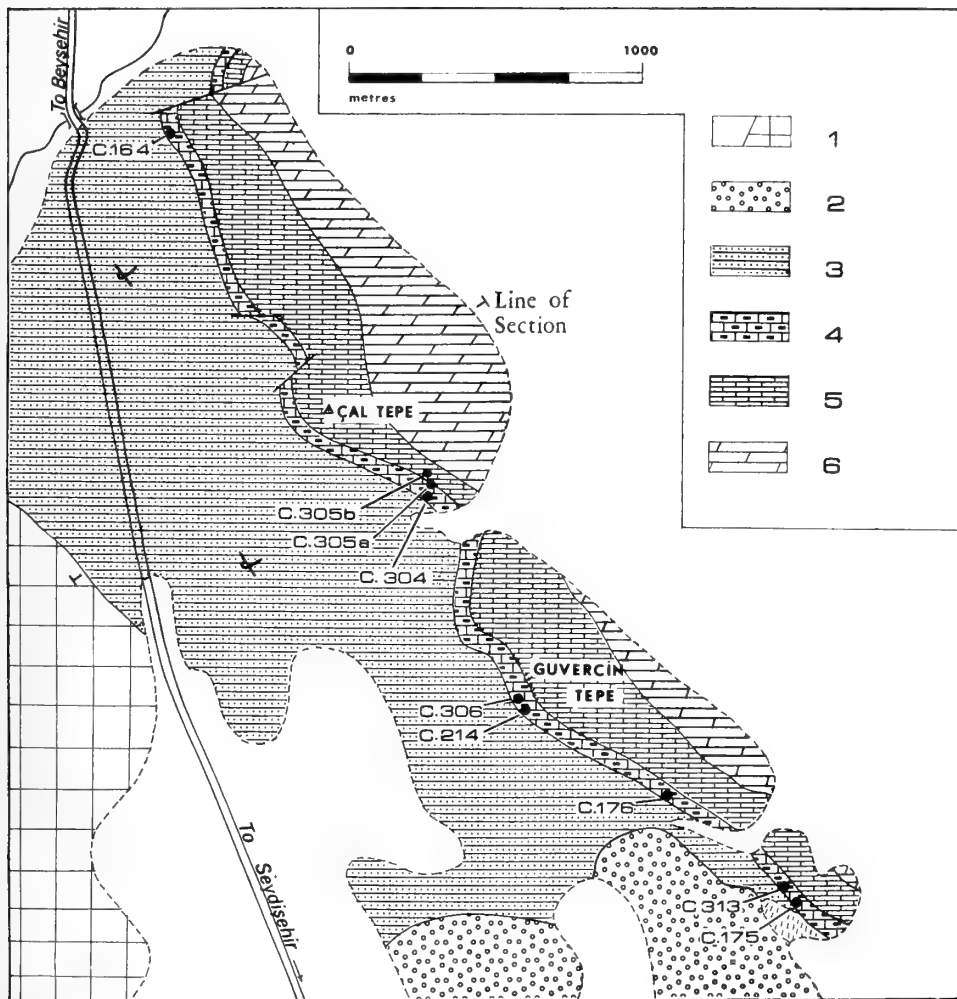 0 1000
metres
1
2
3
4
5
6
To Beyşehir
C.164
Line of
Section
ÇAL TEPE
C.305b
C.305a
C.304
GUVERCİN
TEPE
C.306
C.214
C.176
To
Seydişehir
C.313
C.175